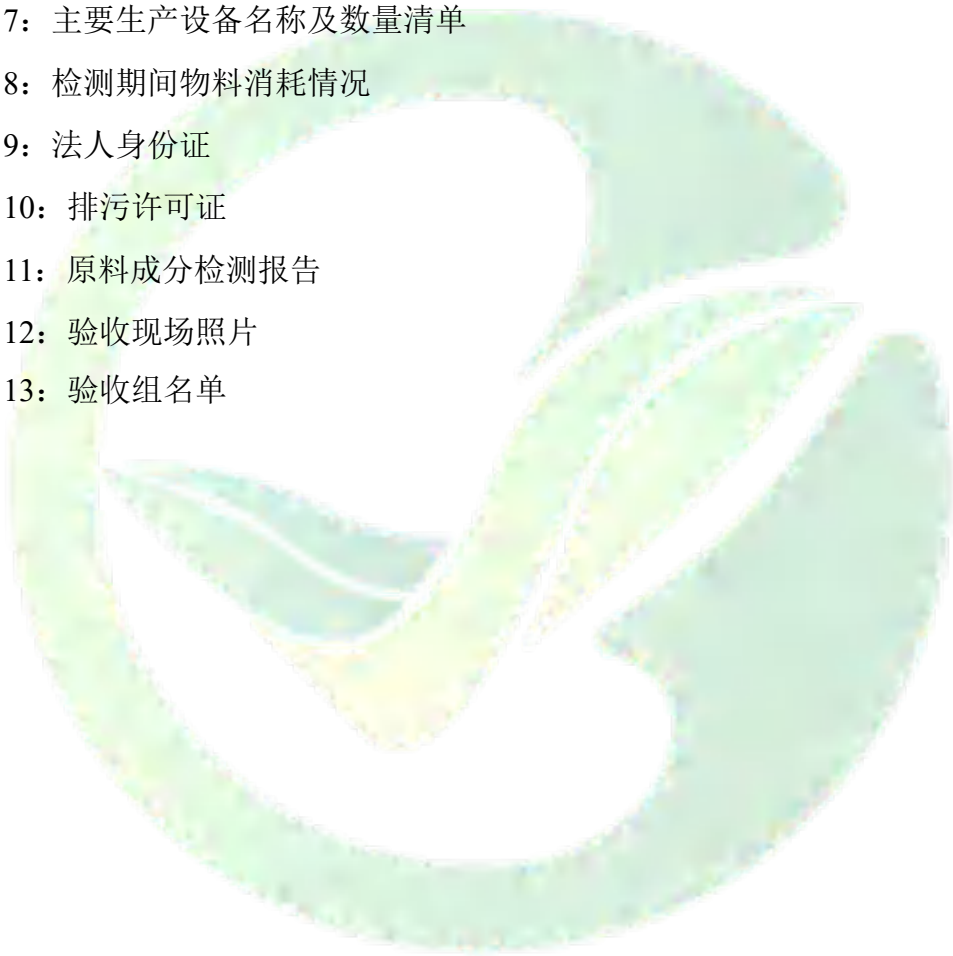 7：主要生产设备名称及数量清单
8：检测期间物料消耗情况
9：法人身份证
10：排污许可证
11：原料成分检测报告
12：验收现场照片
13：验收组名单